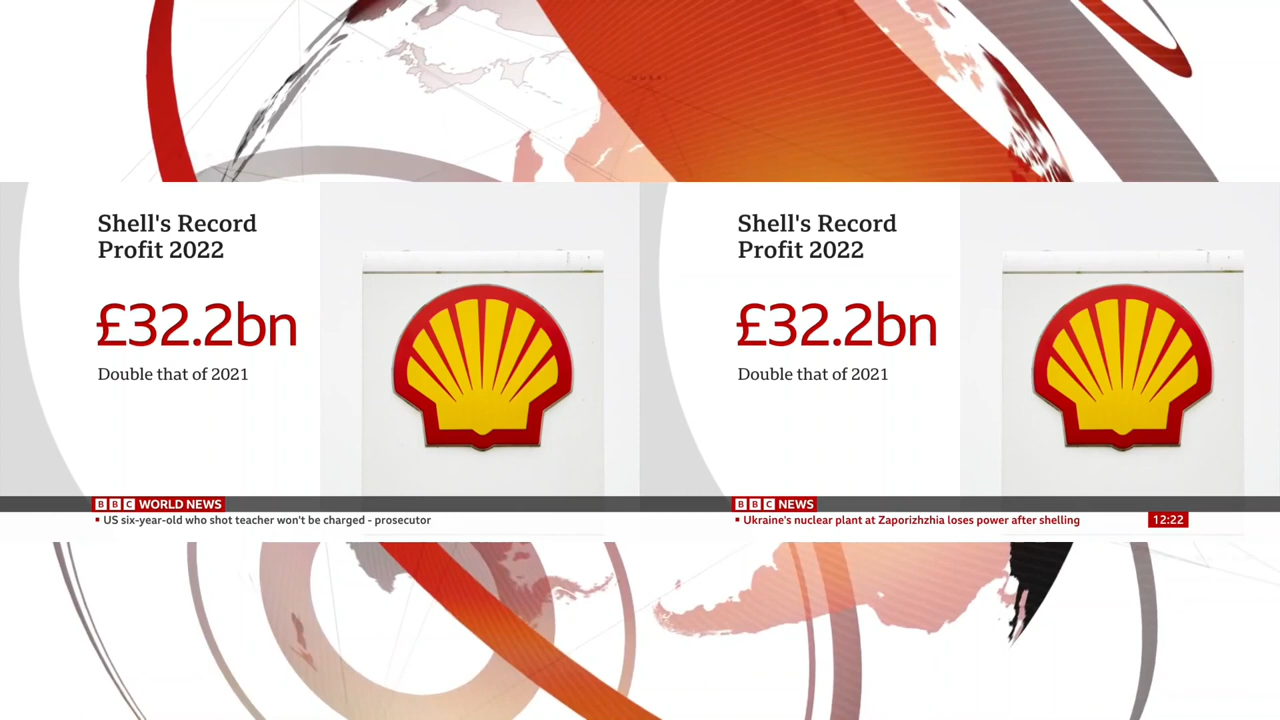 Shell's Record
Profit 2022
£32.2bn
Double that of 2021
BBC WORLD NEWS
US six-year-old who shot teacher won't be charged - prosecutor
Shell's Record
Profit 2022
£32.2bn
Double that of 2021
BBC NEWS
Ukraine's nuclear plant at Zaporizhzhia loses power after shelling
12:22